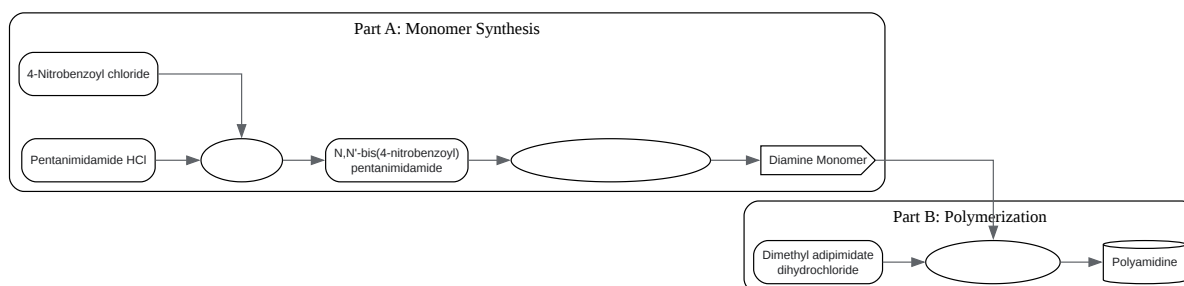 Part A: Monomer Synthesis
4-Nitrobenzoyl chloride
Pentanimidamide HCl
N,N'-bis(4-nitrobenzoyl)
pentanimidamide
Diamine Monomer
Part B: Polymerization
Dimethyl adipimidate
dihydrochloride
Polyamidine